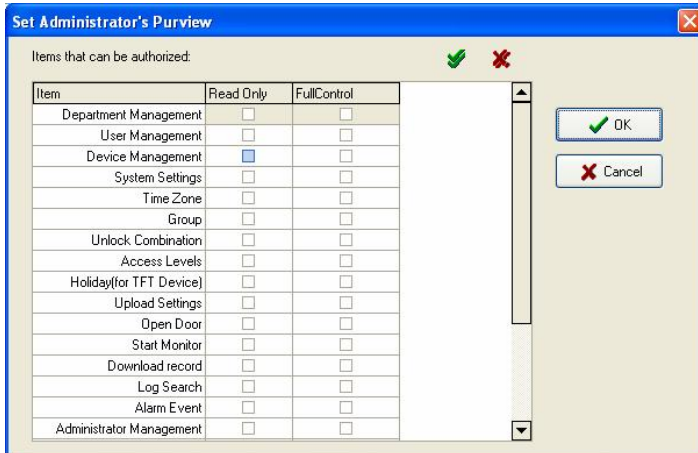 Set Administrator's Purview
Items that can be authorized:
Item Read Only FullControl
Department Management
OK
User Management
Device Management
Cancel
System Settings
Time Zone
Group
Unlock Combination
Access Levels
Holiday(for TFT Device)
Upload Settings
Open Door
Start Monitor
Download record
Log Search
Alarm Event
Administrator Management